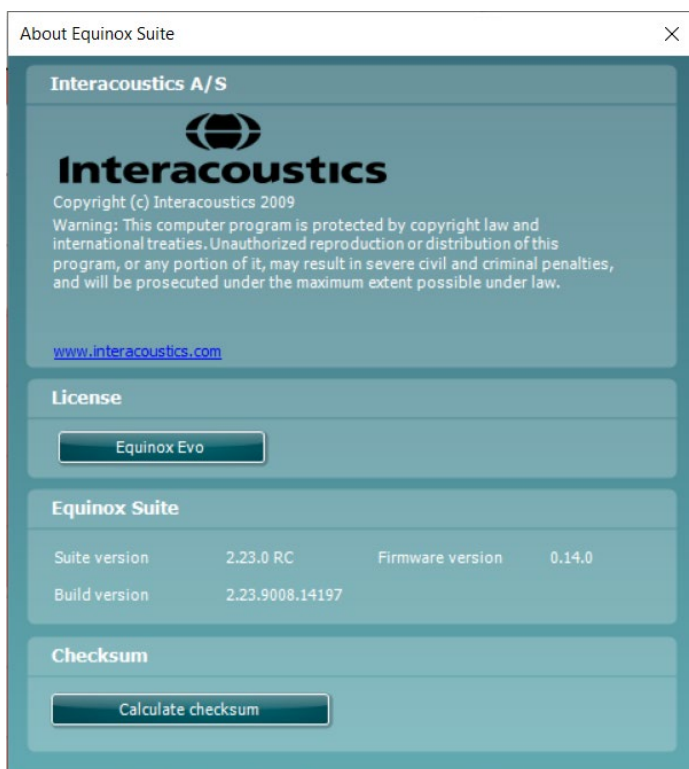 About Equinox Suite
Interacoustics A/S
Interacoustics
Copyright (c) Interacoustics 2009
Warning: This computer program is protected by copyright law and
international treaties. Unauthorized reproduction or distribution of this
program, or any portion of it, may result in severe civil and criminal penalties,
and will be prosecuted under the maximum extent possible under law.
www.interacoustics.com
License
Equinox Evo
Equinox Suite
Suite version 2.23.0 RC Firmware version 0.14.0
Build version 2.23.9008.14197
Checksum
Calculate checksum